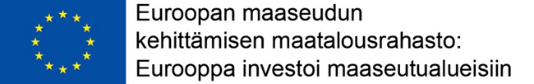 Euroopan maaseudun
kehittämisen maatalousrahasto:
Eurooppa investoi maaseutualueisiin